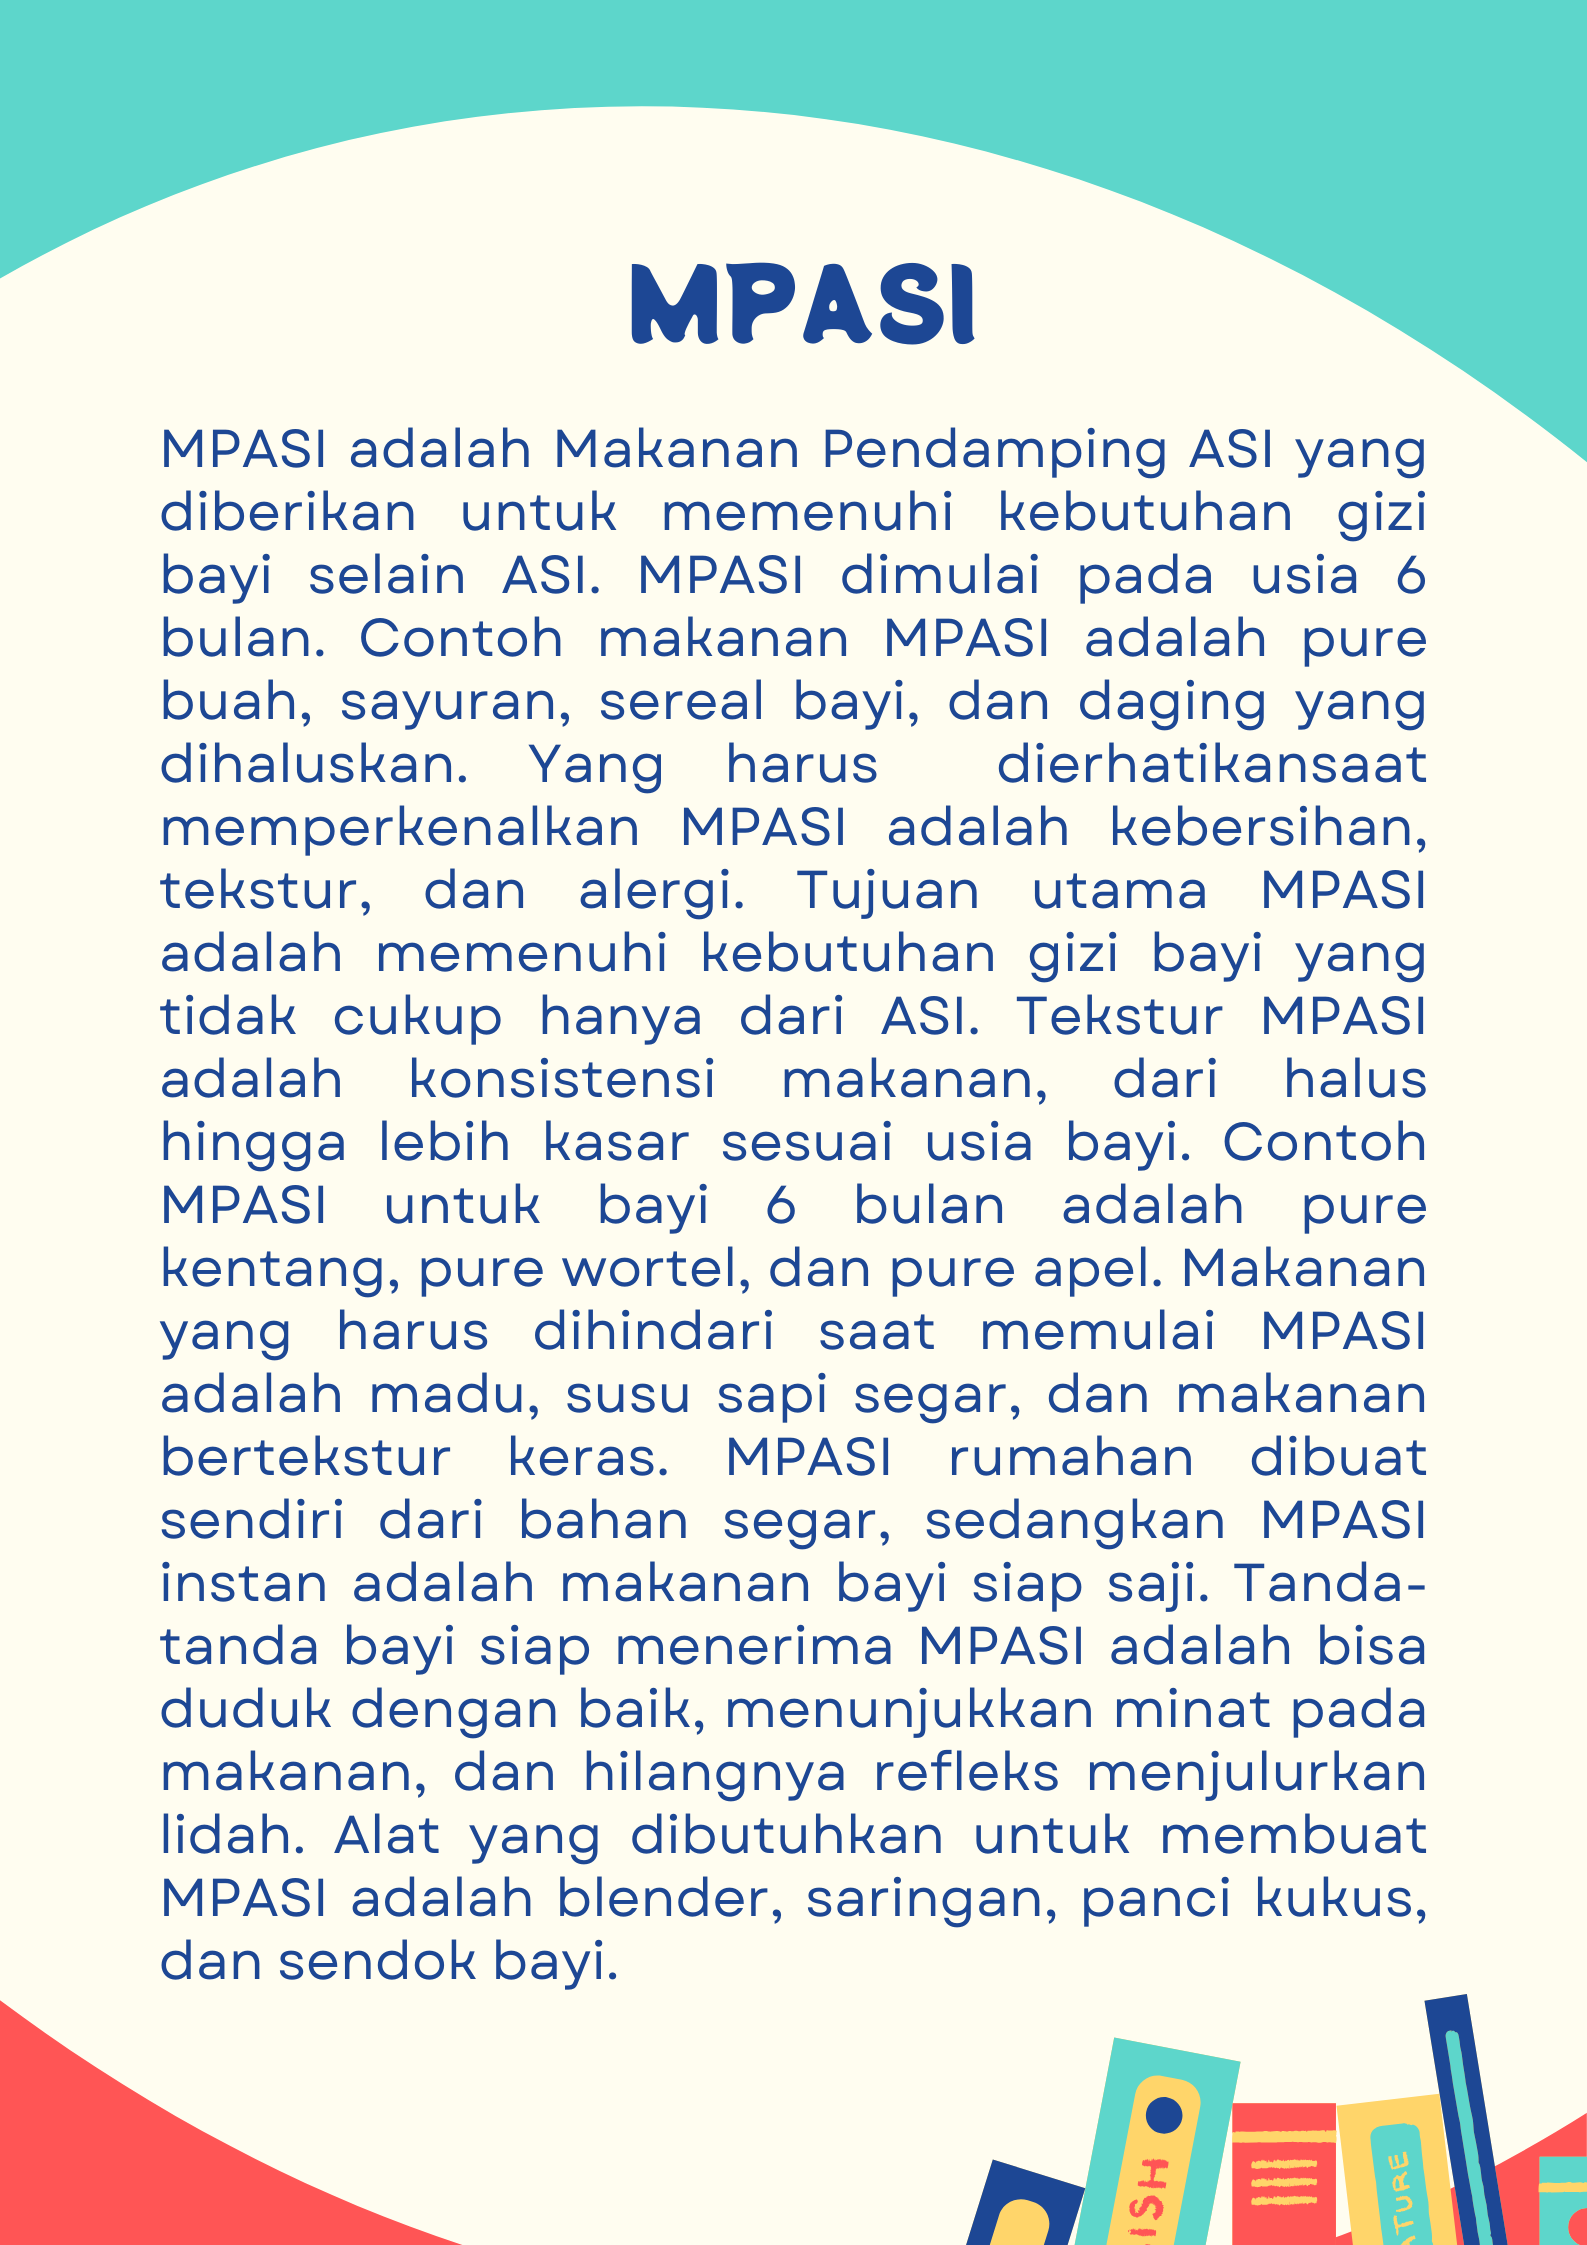 MPASI
MPASI adalah Makanan Pendamping ASI yang
diberikan untuk memenuhi kebutuhan gizi
bayi selain ASI. MPASI dimulai pada usia 6
bulan. Contoh makanan MPASI adalah pure
buah, sayuran, sereal bayi, dan daging yang
dihaluskan. Yang harus dierhatikansaat
memperkenalkan MPASI adalah kebersihan,
tekstur, dan alergi. Tujuan utama MPASI
adalah memenuhi kebutuhan gizi bayi yang
tidak cukup hanya dari ASI. Tekstur MPASI
adalah konsistensi makanan, dari halus
hingga lebih kasar sesuai usia bayi. Contoh
MPASI untuk bayi 6 bulan adalah pure
kentang, pure wortel, dan pure apel. Makanan
yang harus dihindari saat memulai MPASI
adalah madu, susu sapi segar, dan makanan
bertekstur keras. MPASI rumahan dibuat
sendiri dari bahan segar, sedangkan MPASI
instan adalah makanan bayi siap saji. Tanda-
tanda bayi siap menerima MPASI adalah bisa
duduk dengan baik, menunjukkan minat pada
makanan, dan hilangnya refleks menjulurkan
lidah. Alat yang dibutuhkan untuk membuat
MPASI adalah blender, saringan, panci kukus,
dan sendok bayi.
ISH
ATURE